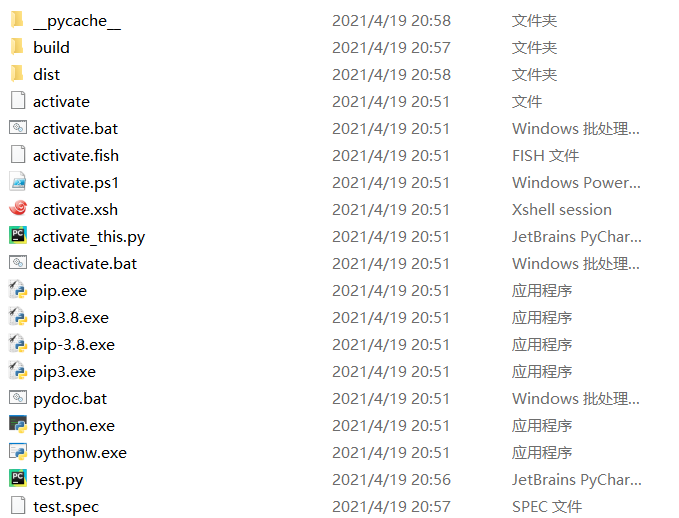 __pycache__ 2021/4/19 20:58 文件夹
build 2021/4/19 20:57 文件夹
dist 2021/4/19 20:58 文件夹
activate 2021/4/19 20:51 文件
activate.bat 2021/4/19 20:51 Windows 批处理...
activate.fish 2021/4/19 20:51 FISH 文件
activate.ps1 2021/4/19 20:51 Windows Power...
activate.xsh 2021/4/19 20:51 Xshell session
activate_this.py 2021/4/19 20:51 JetBrains PyChar...
deactivate.bat 2021/4/19 20:51 Windows 批处理...
pip.exe 2021/4/19 20:51 应用程序
pip3.8.exe 2021/4/19 20:51 应用程序
pip-3.8.exe 2021/4/19 20:51 应用程序
pip3.exe 2021/4/19 20:51 应用程序
pydoc.bat 2021/4/19 20:51 Windows 批处理...
python.exe 2021/4/19 20:51 应用程序
pythonw.exe 2021/4/19 20:51 应用程序
test.py 2021/4/19 20:56 JetBrains PyChar...
test.spec 2021/4/19 20:57 SPEC 文件